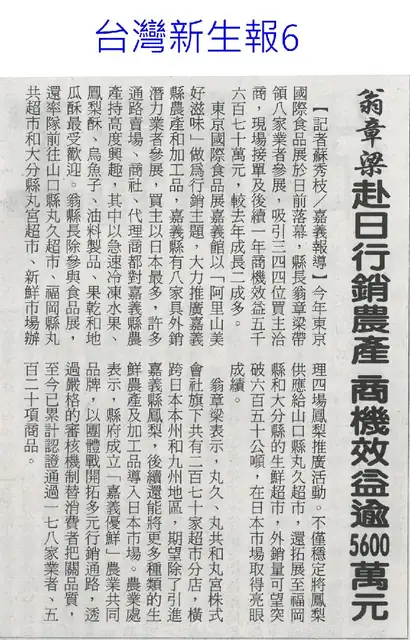 台灣新生報6
翁章梁赴日行銷農產 商機效益逾5600萬元
【記者蘇秀枝／嘉義報導】今年東京
國際食品展於日前落幕，縣長翁章梁帶
領八家業者參展，吸引三四四位買主洽
商，現場接單及後續一年商機效益五千
六百七十萬元，較去年成長二成多。
東京國際食品展嘉義館以「阿里山美
好滋味」做為行銷主題，大力推廣嘉義
縣農產和加工品，嘉義縣有八家具外銷
潛力業者參展，買主以日本最多，許多
通路賣場、商社、代理商都對嘉義縣農
產持高度興趣，其中以急速冷凍水果、
鳳梨酥、烏魚子、油料製品、果乾和地
瓜酥最受歡迎。翁縣長除參與食品展，
還率隊前往山口縣丸久超市、福岡縣丸
共超市和大分縣丸宮超市、新鮮市場辦
理四場鳳梨推廣活動。不僅穩定將鳳梨
供應給山口縣丸久超市，還拓展至福岡
縣和大分縣的生鮮超市，外銷量可望突
破六百五十公噸，在日本市場取得亮眼
成績。
翁章梁表示，丸久、丸共和丸宮株式
會社旗下共有二百七十家超市分店，橫
跨日本本州和九州地區，期望除了引進
嘉義縣鳳梨，後續還能將更多種類的生
鮮農產及加工品導入日本市場。農業處
表示，縣府成立「嘉義優鮮」農業共同
品牌，以團體戰開拓多元行銷通路，透
過嚴格的審核機制替消費者把關品質，
至今已累計認證通過一七八家業者、五
百二十項商品。